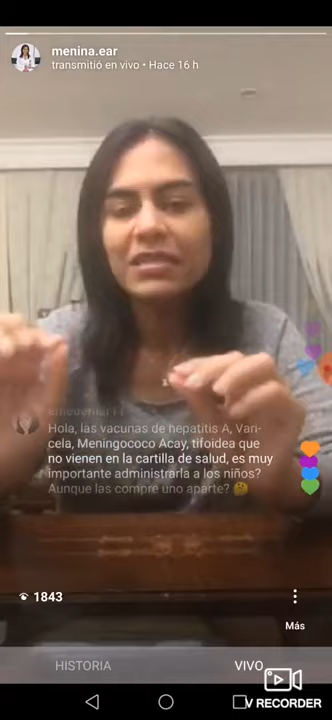 menina.ear
transmitió en vivo • Hace 16 h
Hola, las vacunas de hepatitis A, Van-
cela, Meningococo Acay, tifoidea que
no vienen en la cartilla de salud, es muy
importante administrarla a los niños?
Aunque las compre uno aparte? 🤔
1843
Más
HISTORIA
VIVO
V RECORDER